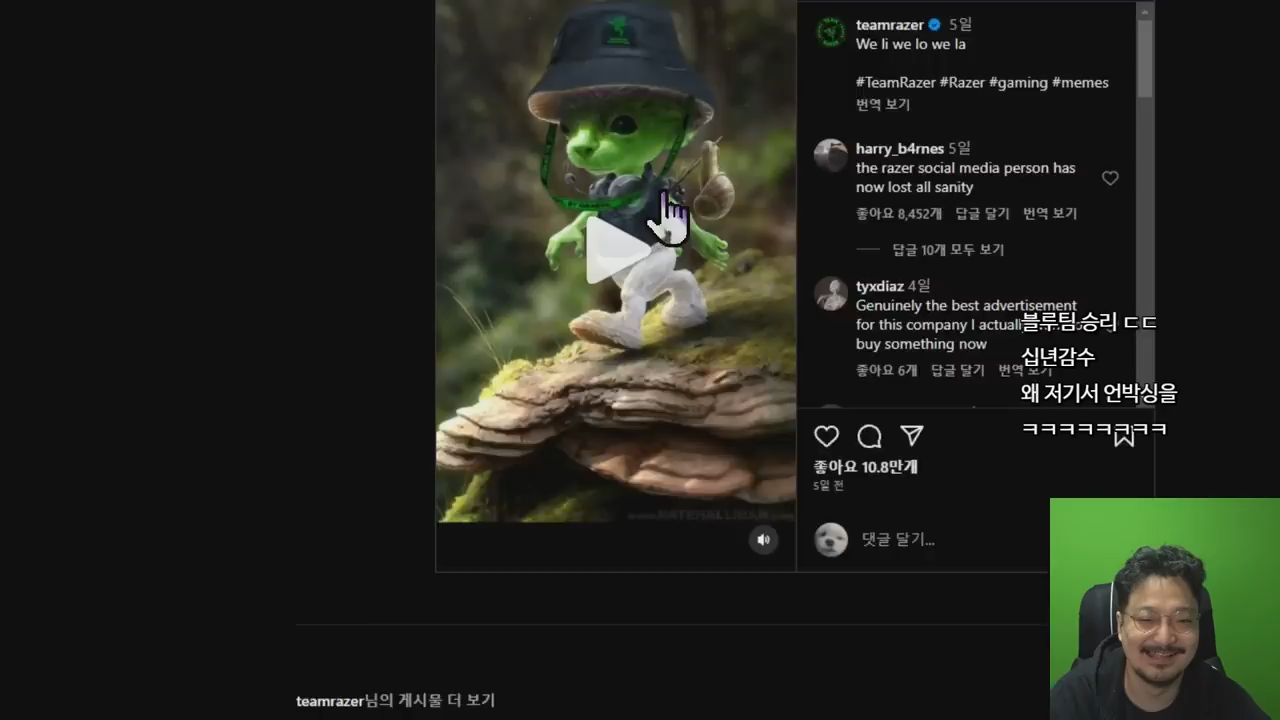 teamrazer 5일
We li we lo we la
#TeamRazer #Razer #gaming #memes
번역 보기
harry_b4rnes 5일
the razer social media person has
now lost all sanity
좋아요 8,452개 답글 달기 번역 보기
답글 10개 모두 보기
tyxdiaz 4일
Genuinely the best advertisement
for this company I actually
buy something now
좋아요 6개 답글 달기 번역 보기
블루팀 승리 ㄷㄷ
십년감수
왜 저기서 언박싱을
ㅋㅋㅋㅋㅋㅋㅋㅋ
좋아요 10.8만개
5일 전
댓글 달기...
teamrazer님의 게시물 더 보기